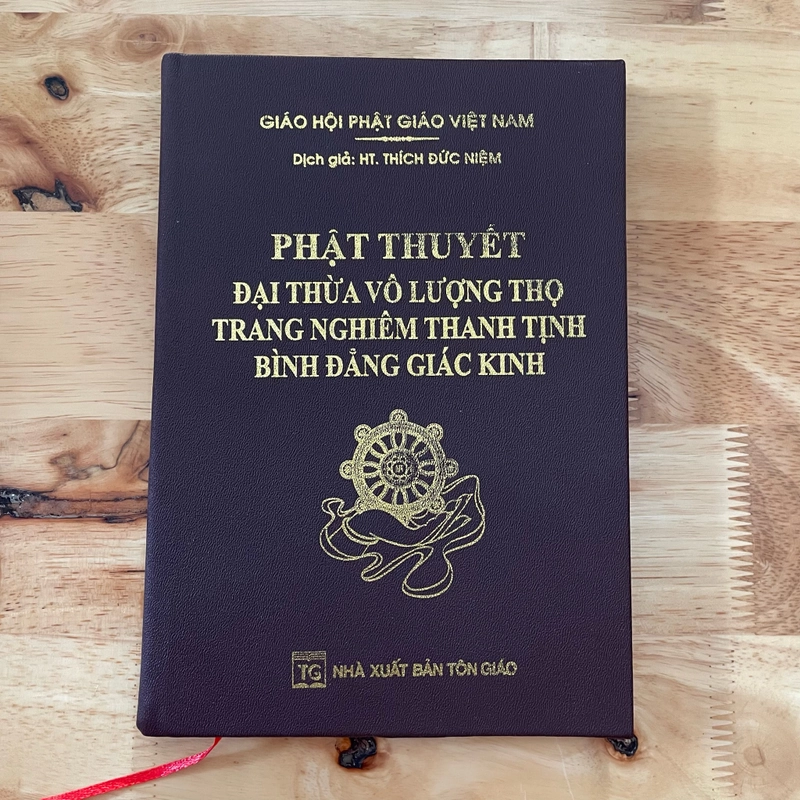 GIÁO HỘI PHẬT GIÁO VIỆT NAM
Dịch giả: HT. THÍCH ĐỨC NIỆM
PHẬT THUYẾT
ĐẠI THỪA VÔ LƯỢNG THỌ
TRANG NGHIÊM THANH TỊNH
BÌNH ĐẲNG GIÁC KINH
TG NHÀ XUẤT BẢN TÔN GIÁO